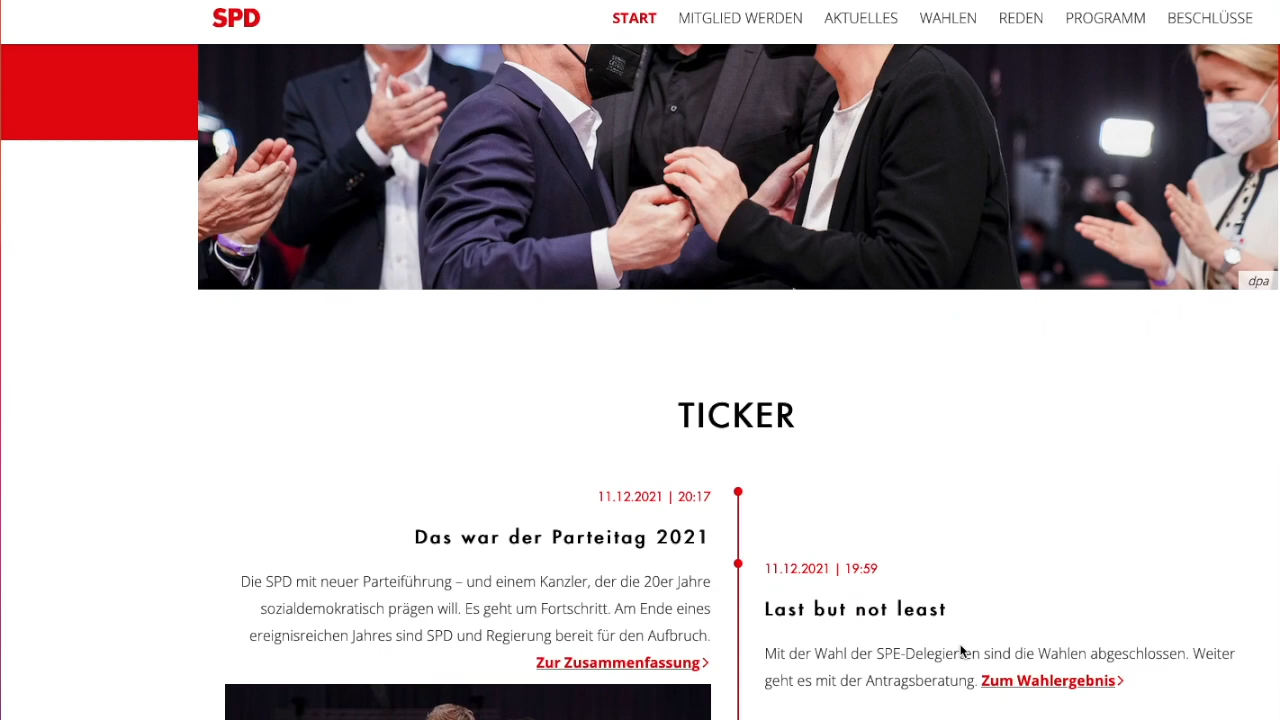 SPD
START MITGLIED WERDEN AKTUELLES WAHLEN REDEN PROGRAMM BESCHLÜSSE
dpa
TICKER
11.12.2021 | 20:17
Das war der Parteitag 2021
Die SPD mit neuer Parteiführung – und einem Kanzler, der die 20er Jahre
sozialdemokratisch prägen will. Es geht um Fortschritt. Am Ende eines
ereignisreichen Jahres sind SPD und Regierung bereit für den Aufbruch.
Zur Zusammenfassung
11.12.2021 | 19:59
Last but not least
Mit der Wahl der SPE-Delegierten sind die Wahlen abgeschlossen. Weiter
geht es mit der Antragsberatung. Zum Wahlergebnis